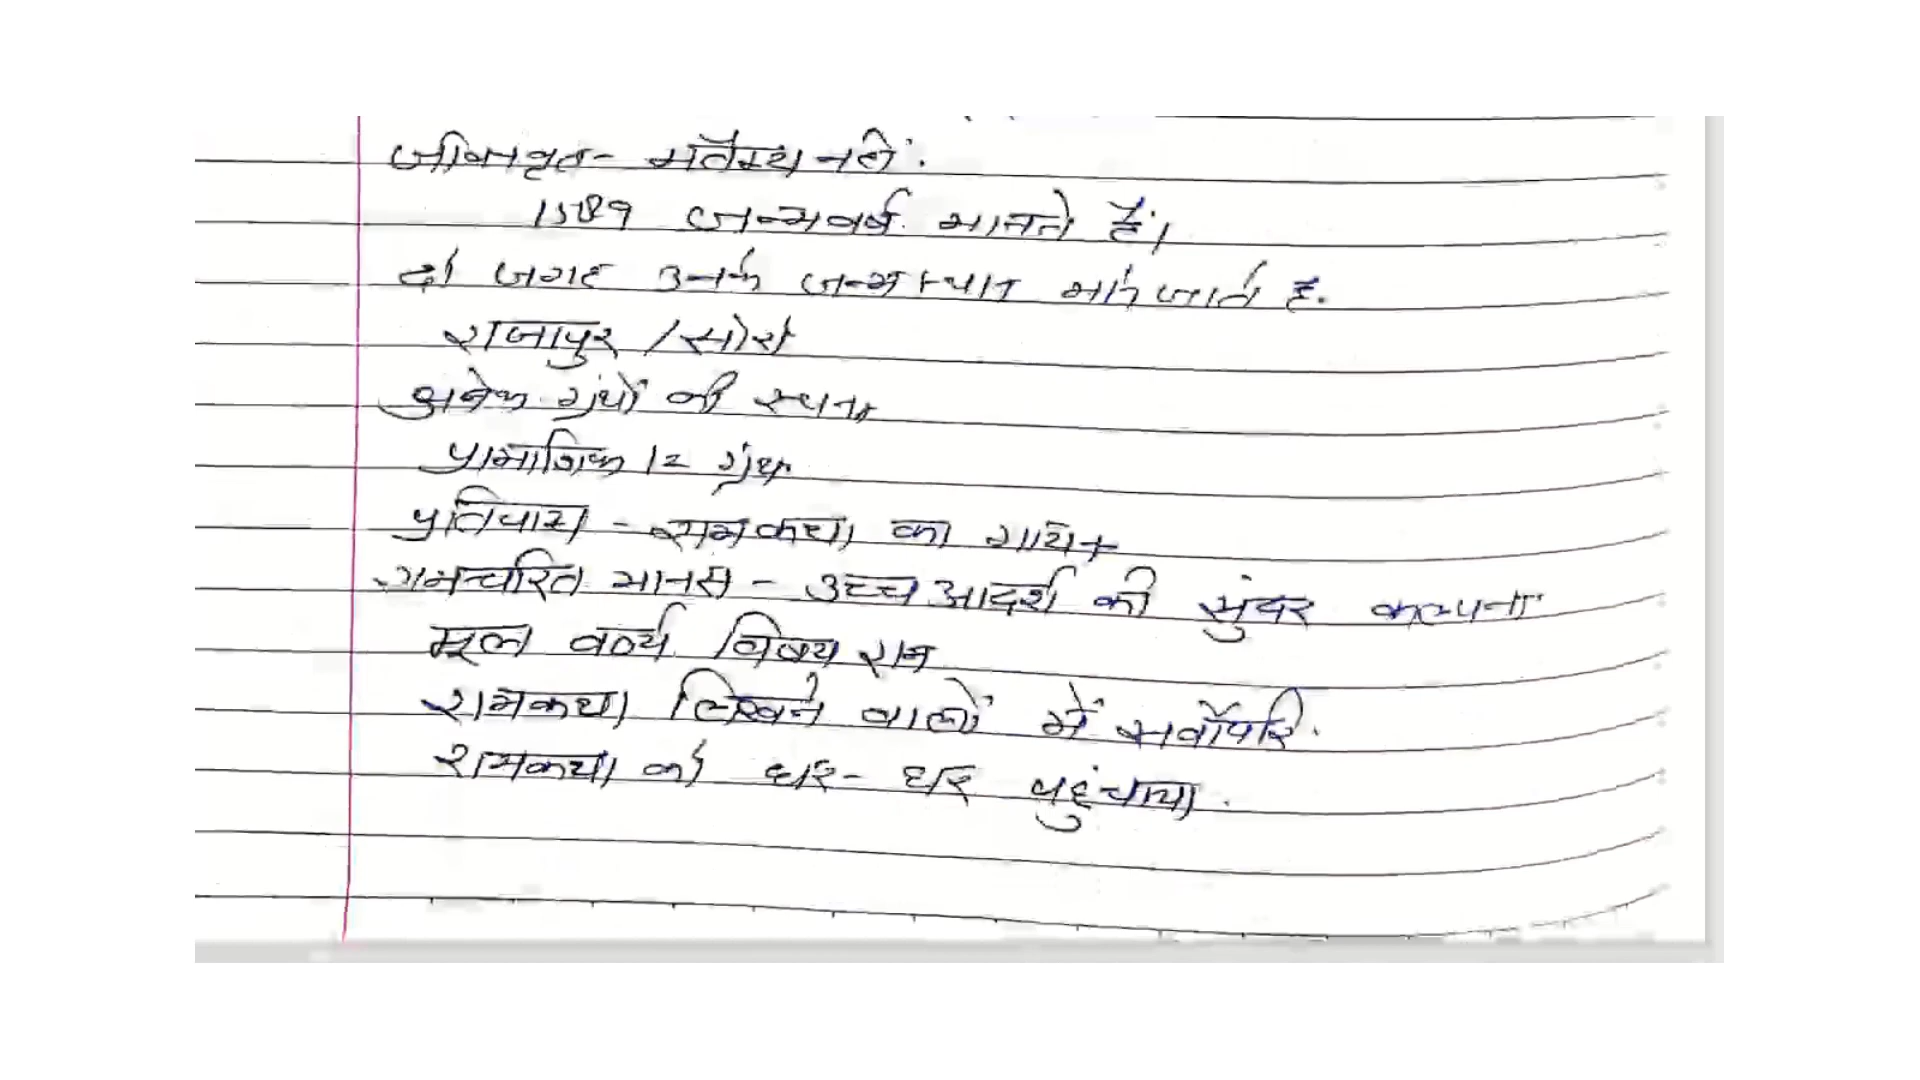 जीवनवृत - मतैक्य नहीं.
1589 जन्मवर्ष मानते हैं।
दो जगह उनके जन्मस्थान माने जाते हैं.
राजापुर / सोरो
अनेक ग्रंथों की रचना
प्रामाणिक 12 ग्रंथ
प्रतिपाद्य - रामकथा का गायन
रामचरित मानस - उच्च आदर्श की सुंदर कल्पना
मूल वर्ण्य विषय राम
रामकथा लिखने वालों में सर्वोपरि.
रामकथा को घर - घर पहुंचाया.